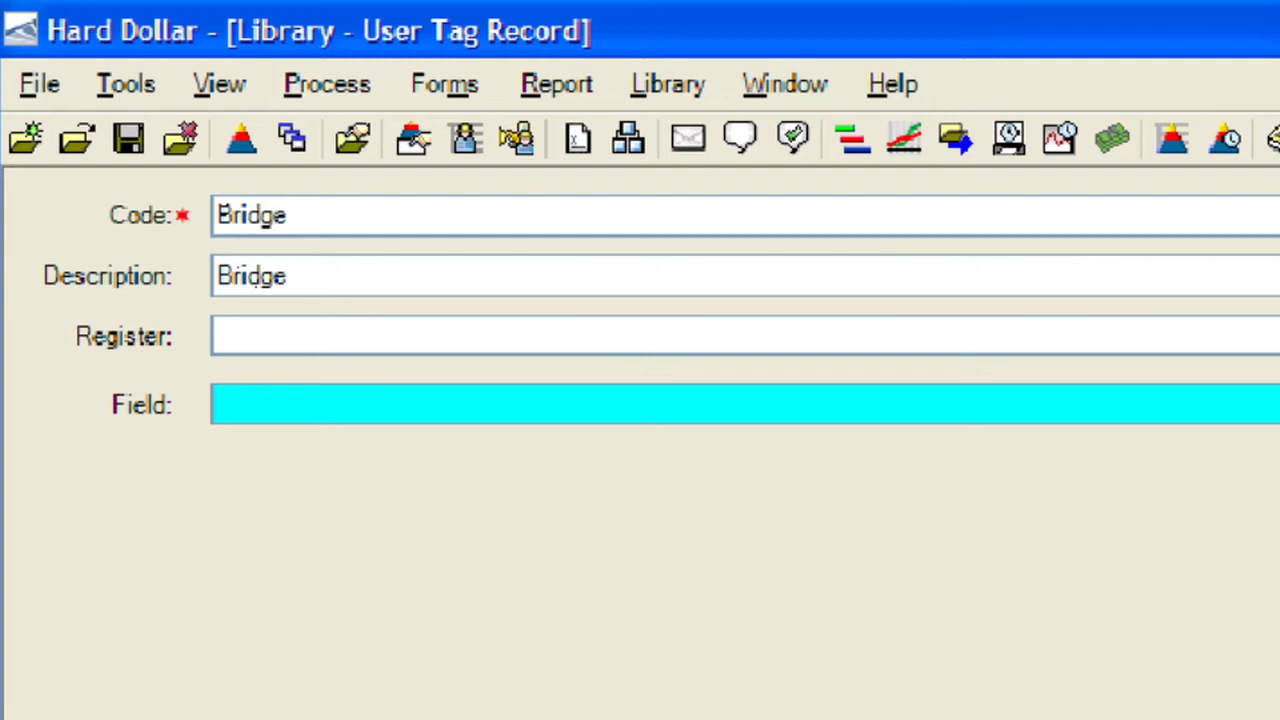 Hard Dollar - [Library - User Tag Record]
File Tools View Process Forms Report Library Window Help
Code:* Bridge
Description: Bridge
Register:
Field: